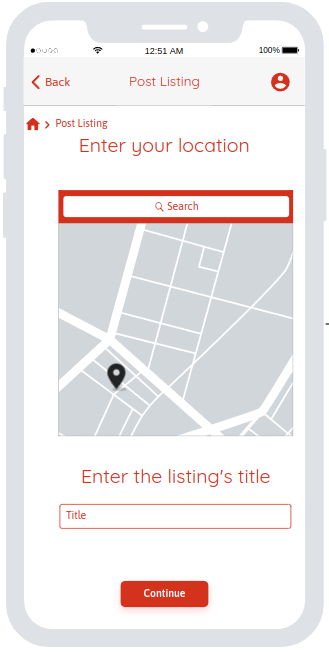 12:51 AM
100%
Back
Post Listing
Post Listing
Enter your location
Search
Enter the listing's title
Title
Continue